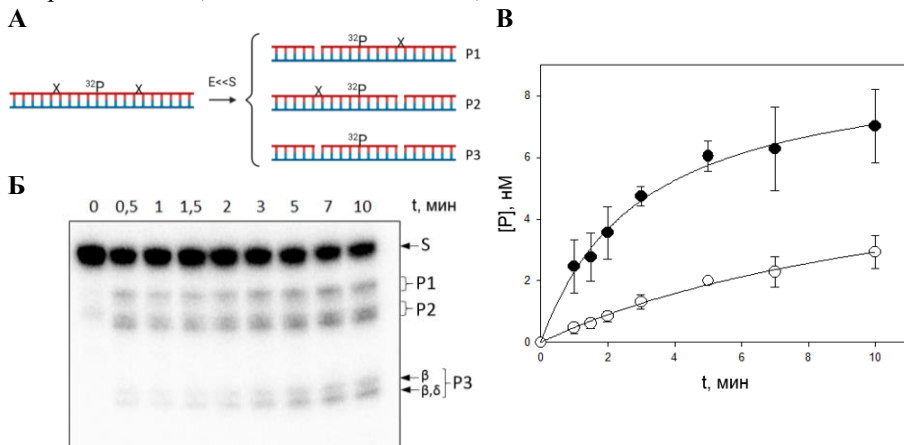 А
X 32P X
E<<S
32P X P1
X 32P P2
32P P3
Б
0 0,5 1 1,5 2 3 5 7 10 t, мин
S
P1
P2
β
β,δ
P3
В
[P], нМ
8
6
4
2
0
0 2 4 6 8 10
t, мин